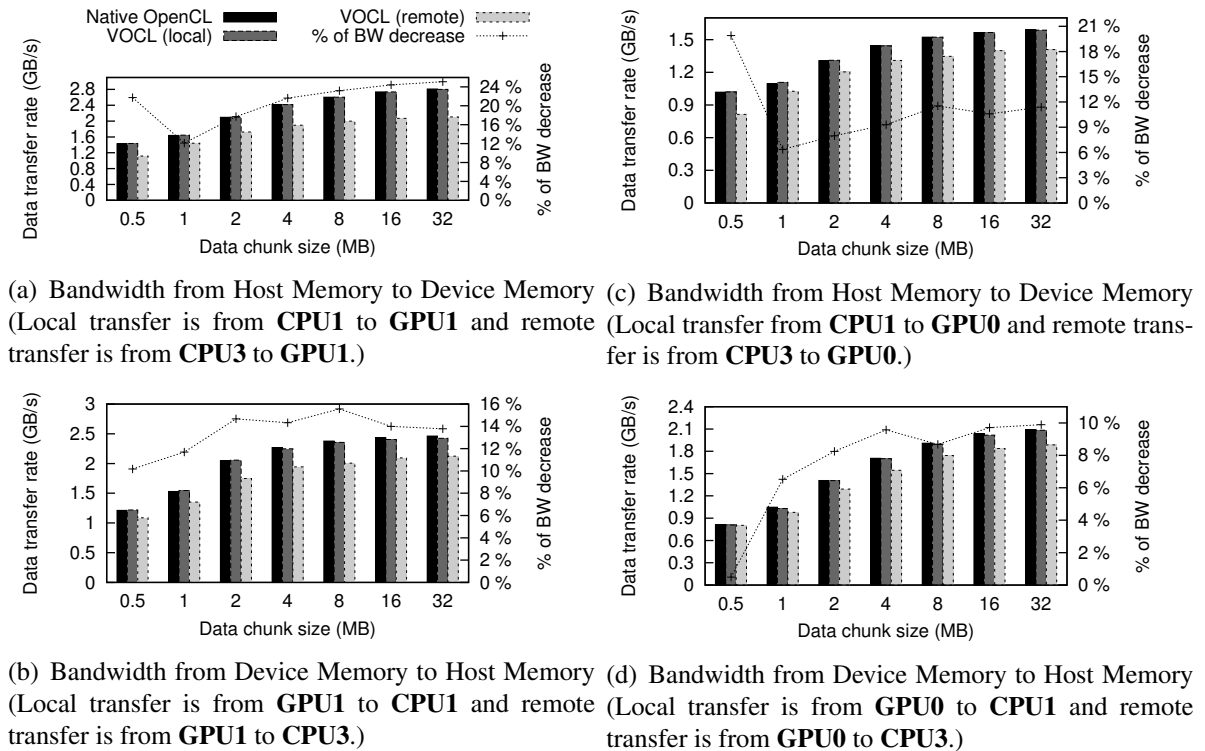 Native OpenCL
VOCL (local)
VOCL (remote)
% of BW decrease
Data transfer rate (GB/s)
2.8
2.4
2
1.6
1.2
0.8
0.4
0
24 %
22 %
20 %
18 %
16 %
14 %
12 %
10 %
8 %
6 %
4 %
2 %
0 %
% of BW decrease
0.5 1 2 4 8 16 32
Data chunk size (MB)
(a) Bandwidth from Host Memory to Device Memory
(Local transfer is from CPU1 to GPU1 and remote
transfer is from CPU3 to GPU1.)
Data transfer rate (GB/s)
1.5
1.2
0.9
0.6
0.3
0
21 %
18 %
15 %
12 %
9 %
6 %
3 %
0 %
% of BW decrease
0.5 1 2 4 8 16 32
Data chunk size (MB)
(c) Bandwidth from Host Memory to Device Memory
(Local transfer from CPU1 to GPU0 and remote trans-
fer is from CPU3 to GPU0.)
Data transfer rate (GB/s)
3
2.5
2
1.5
1
0.5
0
16 %
14 %
12 %
10 %
8 %
6 %
4 %
2 %
0 %
% of BW decrease
0.5 1 2 4 8 16 32
Data chunk size (MB)
(b) Bandwidth from Device Memory to Host Memory
(Local transfer is from GPU1 to CPU1 and remote
transfer is from GPU1 to CPU3.)
Data transfer rate (GB/s)
2.4
2.1
1.8
1.5
1.2
0.9
0.6
0.3
0
10 %
8 %
6 %
4 %
2 %
0 %
% of BW decrease
0.5 1 2 4 8 16 32
Data chunk size (MB)
(d) Bandwidth from Device Memory to Host Memory
(Local transfer is from GPU0 to CPU1 and remote
transfer is from GPU0 to CPU3.)